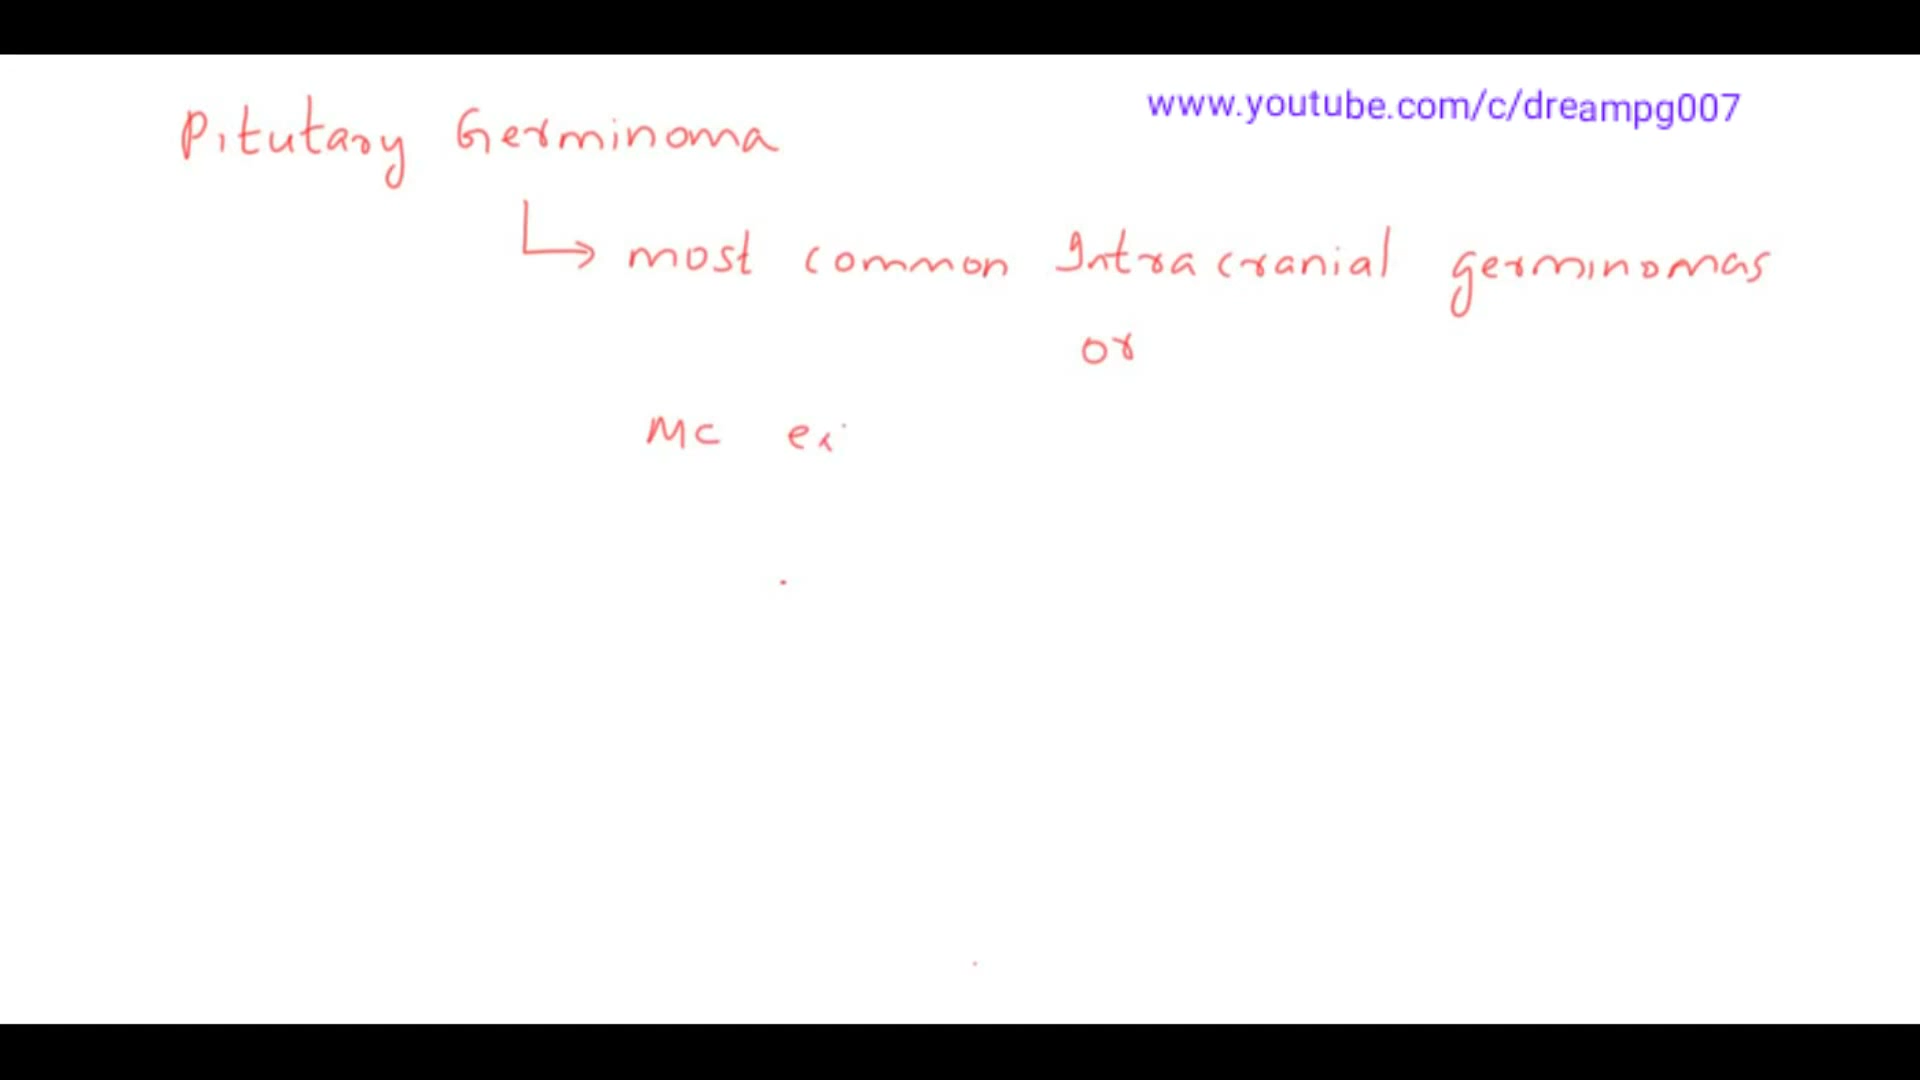 www.youtube.com/c/dreampg007
Pitutary Germinoma
↳ most common Intracranial germinomas
or
MC